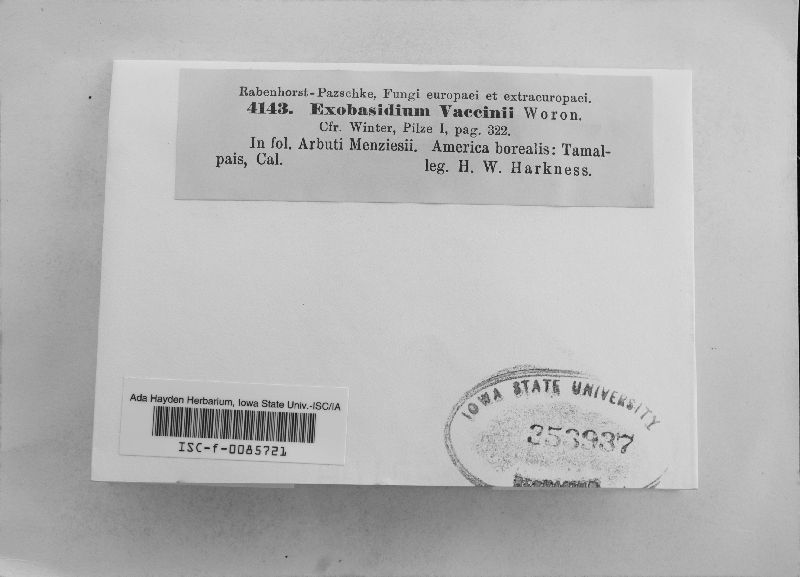 Rabenhorst-Pazschke, Fungi europaei et extraeuropaei.
4143. Exobasidium Vaccinii Woron.
Cfr. Winter, Pilze I, pag. 322.
In fol. Arbuti Menziesii. America borealis: Tamal-
pais, Cal. leg. H. W. Harkness.
Ada Hayden Herbarium, Iowa State Univ.-ISC/IA
ISC-f-0085721
IOWA STATE UNIVERSITY
353937